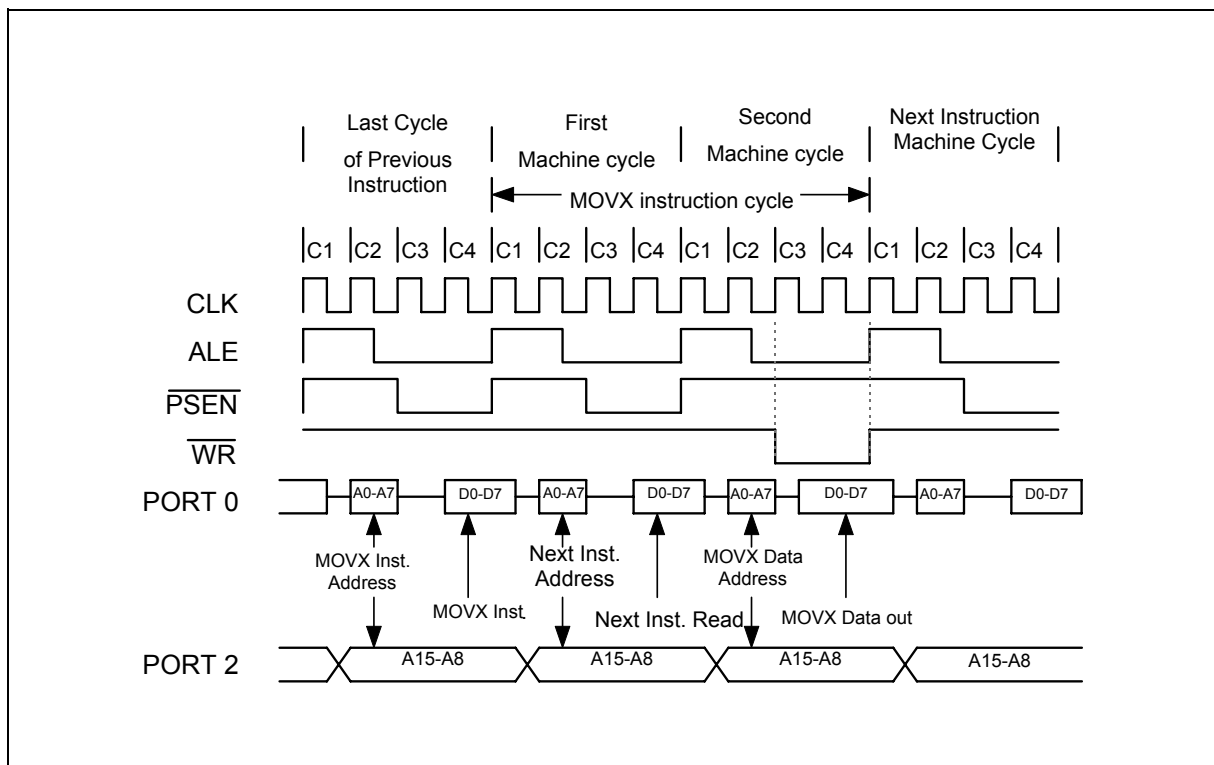 Last Cycle
of Previous
Instruction
First
Machine cycle
Second
Machine cycle
Next Instruction
Machine Cycle
MOVX instruction cycle
C1 C2 C3 C4 C1 C2 C3 C4 C1 C2 C3 C4 C1 C2 C3 C4
CLK
ALE
PSEN
WR
PORT 0
A0-A7 D0-D7 A0-A7 D0-D7 A0-A7 D0-D7 A0-A7 D0-D7
MOVX Inst.
Address
MOVX Inst.
Next Inst.
Address
Next Inst. Read
MOVX Data
Address
MOVX Data out
PORT 2
A15-A8 A15-A8 A15-A8 A15-A8